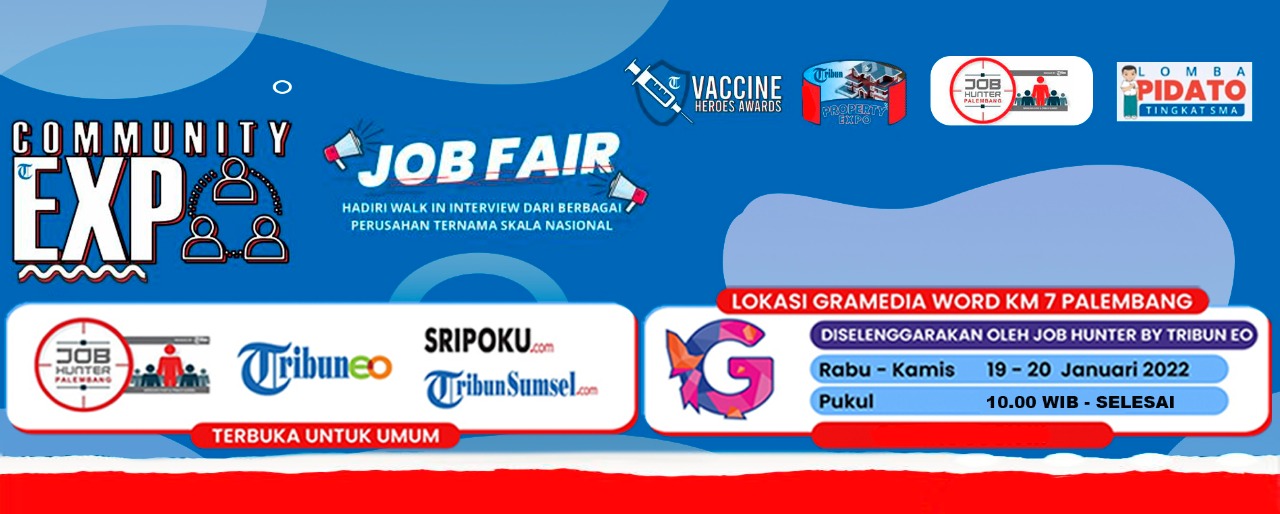 VACCINE
HEROES AWARDS
Tribun
PROPERTY
EXPO
JOB
HUNTER
PALEMBANG
LOMBA
PIDATO
TINGKAT SMA
COMMUNITY
EXPO
JOB FAIR
HADIRI WALK IN INTERVIEW DARI BERBAGAI
PERUSAHAN TERNAMA SKALA NASIONAL
JOB
HUNTER
PALEMBANG
Tribuneo
SRIPOKU.com
TribunSumsel.com
TERBUKA UNTUK UMUM
LOKASI GRAMEDIA WORD KM 7 PALEMBANG
G
DISELENGGARAKAN OLEH JOB HUNTER BY TRIBUN EO
Rabu - Kamis 19 - 20 Januari 2022
Pukul 10.00 WIB - SELESAI